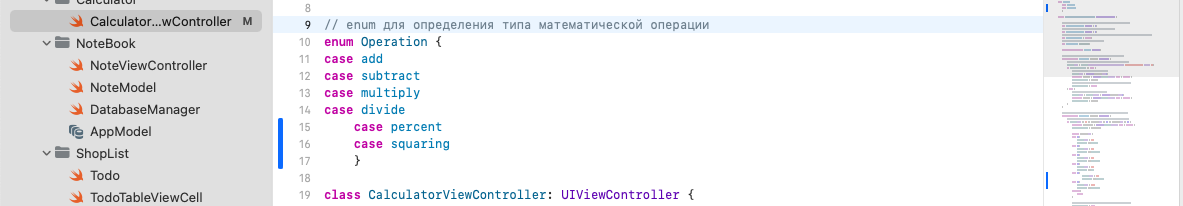 Calculator
Calculator...wController M
NoteBook
NoteViewController
NoteModel
DatabaseManager
AppModel
ShopList
Todo
TodoTableViewCell
8
9 // enum для определения типа математической операции
10 enum Operation {
11 case add
12 case subtract
13 case multiply
14 case divide
15 case percent
16 case squaring
17 }
18
19 class CalculatorViewController: UIViewController {